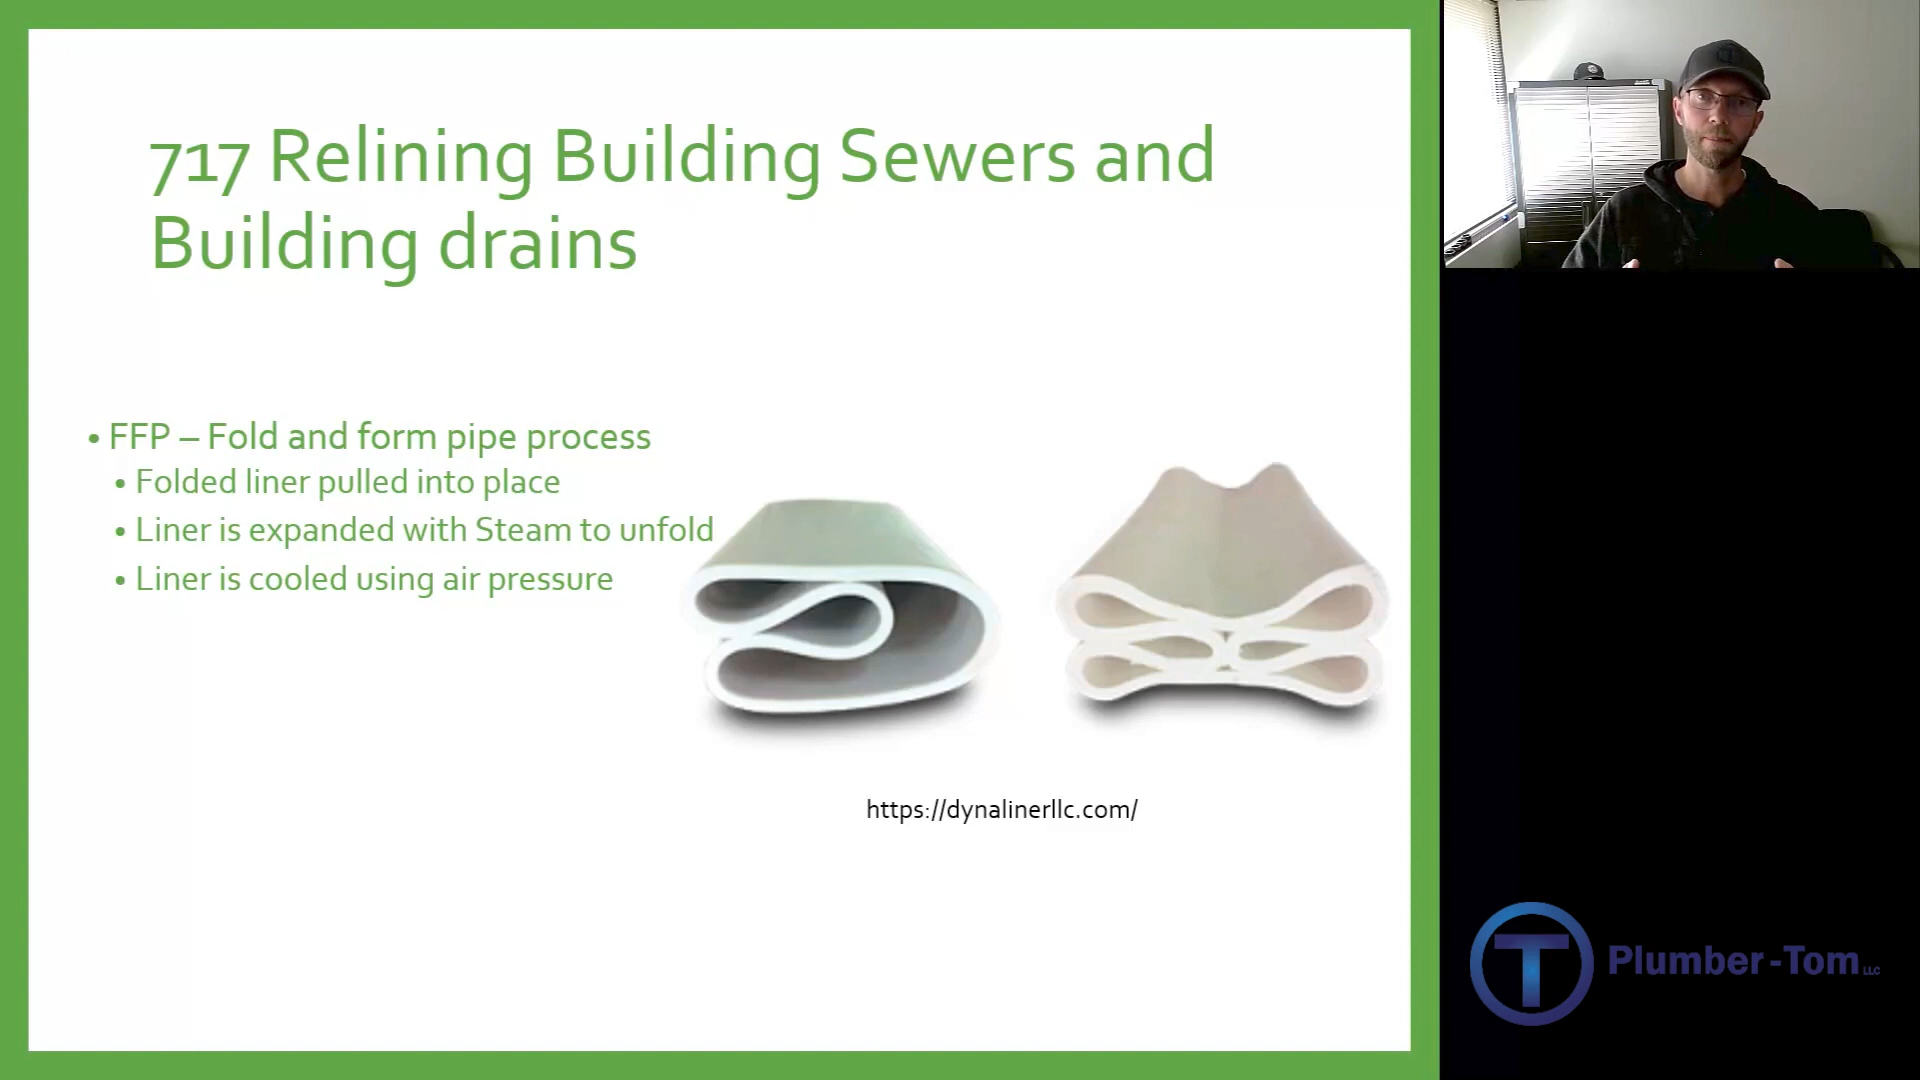 717 Relining Building Sewers and
Building drains
• FFP – Fold and form pipe process
• Folded liner pulled into place
• Liner is expanded with Steam to unfold
• Liner is cooled using air pressure
https://dynalinerllc.com/
T Plumber-Tom LLC